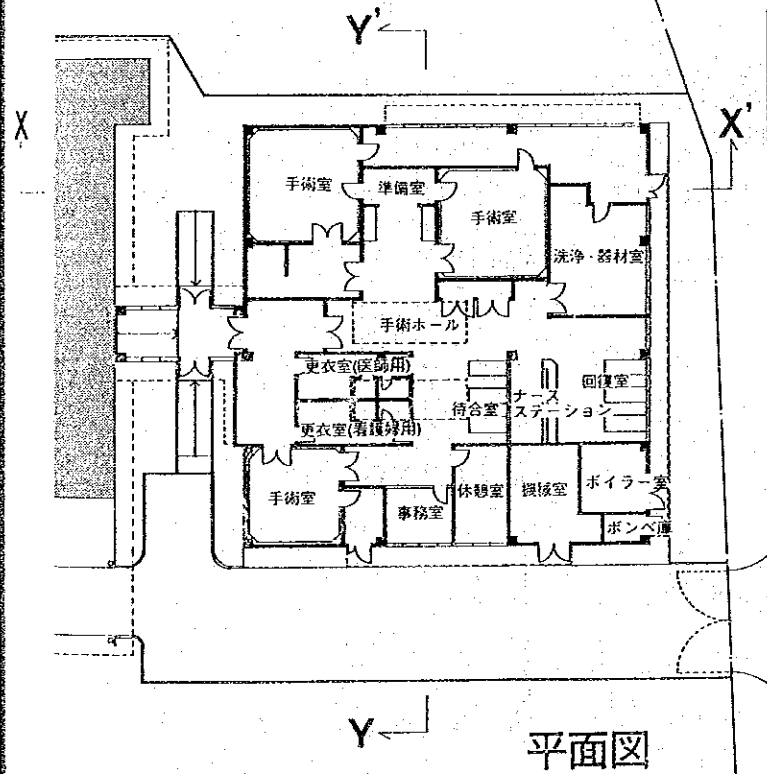 Y'
X
X'
手術室
準備室
手術室
洗浄・器材室
手術ホール
更衣室(医師用)
回復室
待合室
ナース
ステーション
更衣室(看護婦用)
手術室
事務室
休憩室
機械室
ボイラー室
ボンベ庫
Y
平面図